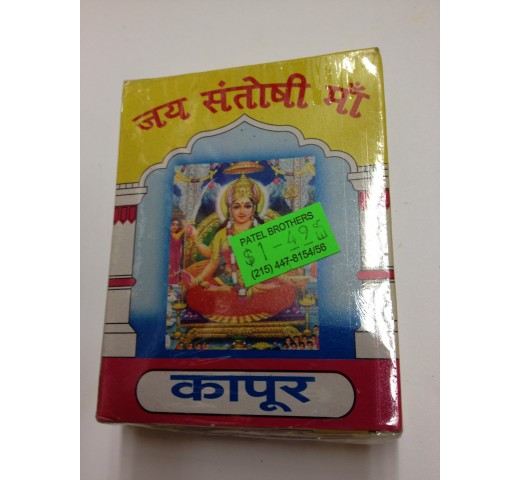 जय संतोषी माँ
PATEL BROTHERS
$1-49
(215) 447-8154/56
कापूर